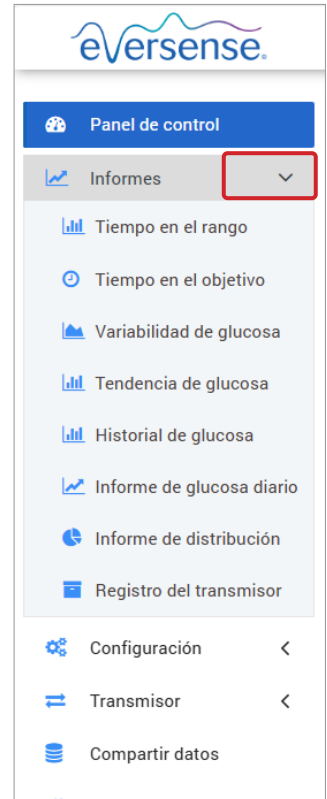 eversense.
Panel de control
Informes
Tiempo en el rango
Tiempo en el objetivo
Variabilidad de glucosa
Tendencia de glucosa
Historial de glucosa
Informe de glucosa diario
Informe de distribución
Registro del transmisor
Configuración
Transmisor
Compartir datos